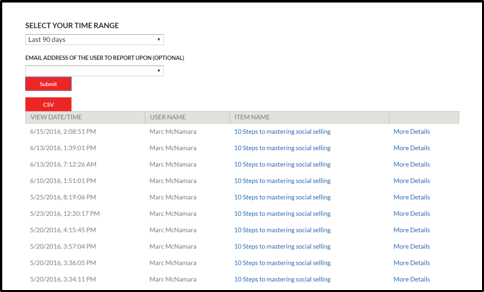 SELECT YOUR TIME RANGE
Last 90 days
EMAIL ADDRESS OF THE USER TO REPORT UPON (OPTIONAL)
Submit
CSV
VIEW DATE/TIME USER NAME ITEM NAME
6/15/2016, 2:08:51 PM Marc McNamara 10 Steps to mastering social selling More Details
6/13/2016, 1:39:01 PM Marc McNamara 10 Steps to mastering social selling More Details
6/13/2016, 7:12:26 AM Marc McNamara 10 Steps to mastering social selling More Details
6/10/2016, 1:51:01 PM Marc McNamara 10 Steps to mastering social selling More Details
5/25/2016, 8:19:06 PM Marc McNamara 10 Steps to mastering social selling More Details
5/23/2016, 12:20:17 PM Marc McNamara 10 Steps to mastering social selling More Details
5/20/2016, 4:15:45 PM Marc McNamara 10 Steps to mastering social selling More Details
5/20/2016, 3:57:04 PM Marc McNamara 10 Steps to mastering social selling More Details
5/20/2016, 3:36:05 PM Marc McNamara 10 Steps to mastering social selling More Details
5/20/2016, 3:34:11 PM Marc McNamara 10 Steps to mastering social selling More Details